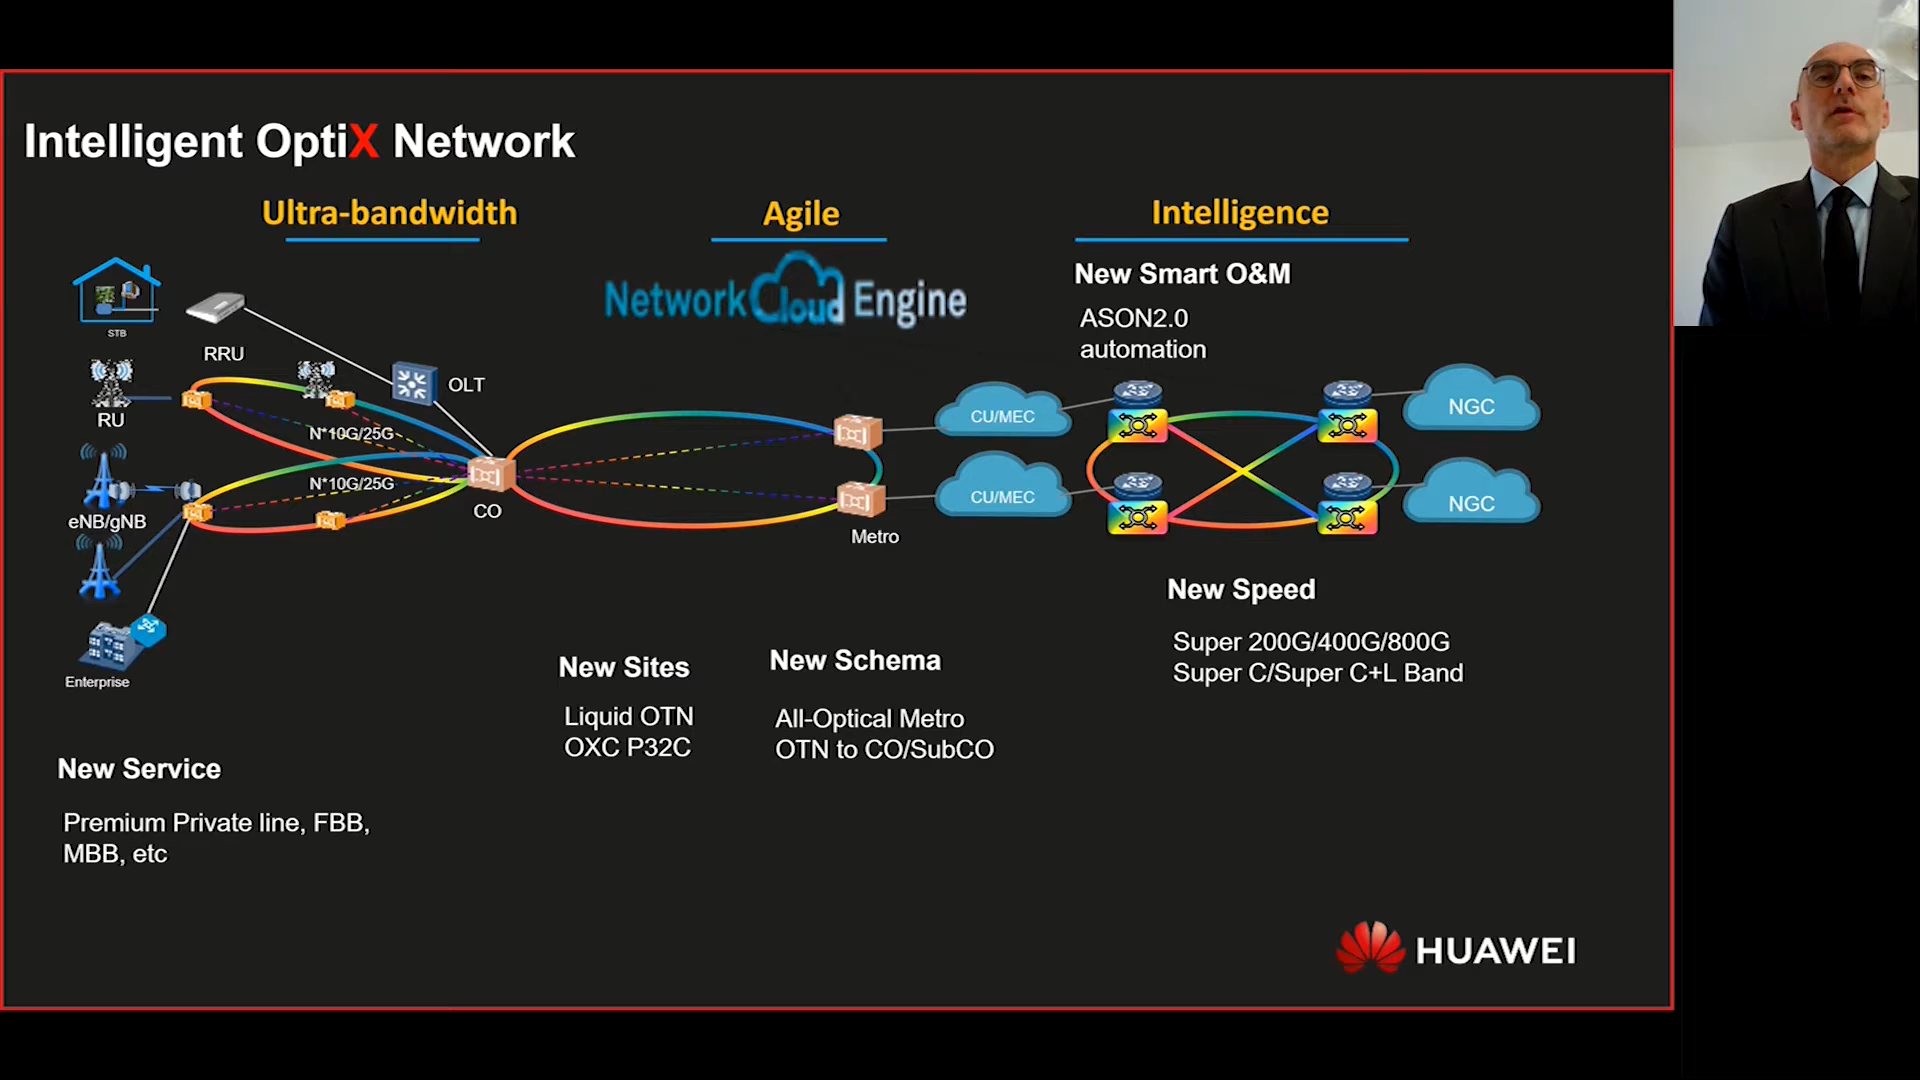 Intelligent OptiX Network
Ultra-bandwidth
Agile
Intelligence
Network Cloud Engine
New Smart O&M
ASON2.0
automation
STB
RRU
OLT
RU
N*10G/25G
N*10G/25G
eNB/gNB
CO
Enterprise
CU/MEC
CU/MEC
Metro
NGC
NGC
New Speed
Super 200G/400G/800G
Super C/Super C+L Band
New Sites
Liquid OTN
OXC P32C
New Schema
All-Optical Metro
OTN to CO/SubCO
New Service
Premium Private line, FBB,
MBB, etc
HUAWEI